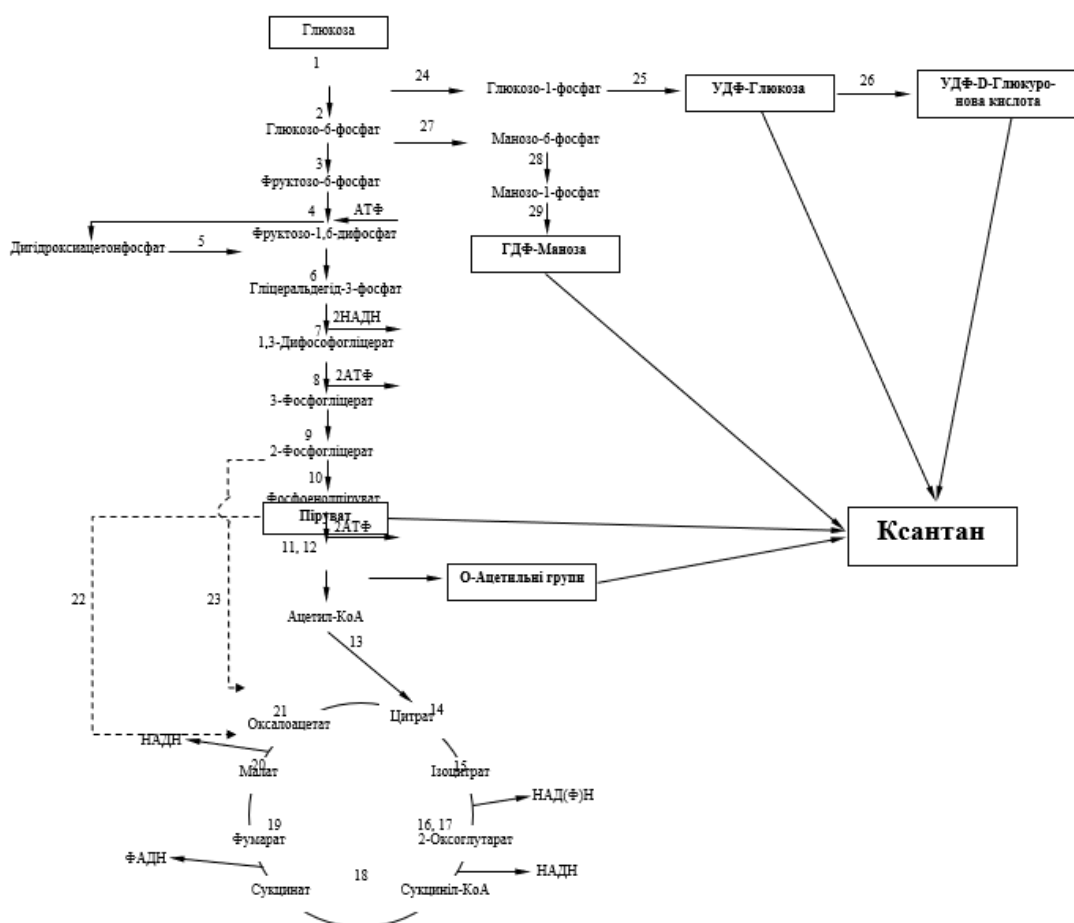 Глюкоза
1
24
Глюкозо-1-фосфат
25
УДФ-Глюкоза
26
УДФ-D-Глюкуро-
нова кислота
2
Глюкозо-6-фосфат
27
Манозо-6-фосфат
28
3
Фруктозо-6-фосфат
Манозо-1-фосфат
29
4
АТФ
Фруктозо-1,6-дифосфат
Дигідроксиацетонфосфат
5
ГДФ-Маноза
6
Гліцеральдегід-3-фосфат
2НАДН
7
1,3-Дифософогліцерат
8
2АТФ
3-Фосфогліцерат
9
2-Фосфогліцерат
10
Фосфоенолпіруват
Піруват
2АТФ
Ксантан
11, 12
О-Ацетильні групи
22
23
Ацетил-КоА
13
21
Оксалоацетат
Цитрат
14
НАДН
20
Малат
15
Ізоцитрат
НАД(Ф)Н
19
Фумарат
16, 17
2-Оксоглутарат
ФАДН
18
НАДН
Сукцинат
Сукциніл-КоА